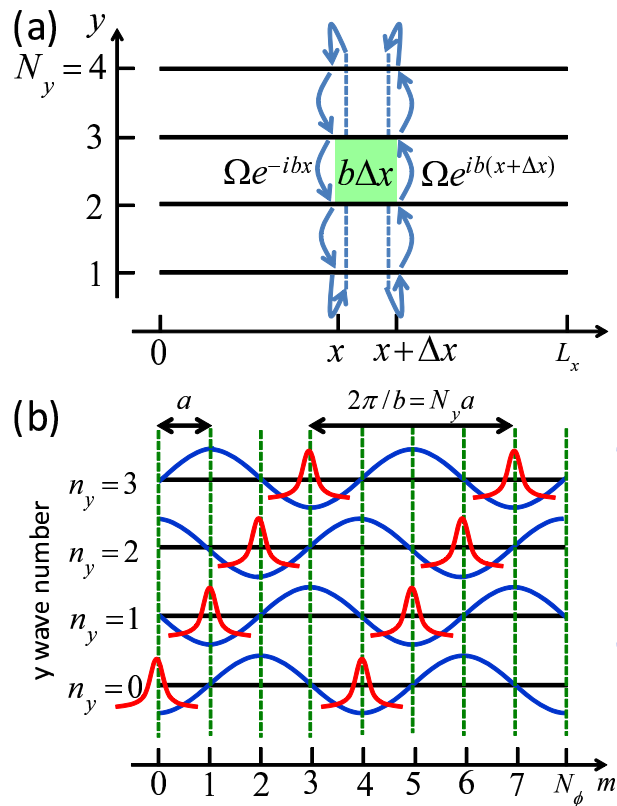 (a)
y
N_y = 4
3
2
1
Ωe^{-ibx}
bΔx
Ωe^{ib(x+Δx)}
0
x
x+Δx
L_x
(b)
a
2π/b=N_y a
y wave number
n_y=3
n_y=2
n_y=1
n_y=0
0 1 2 3 4 5 6 7 N_ϕ m